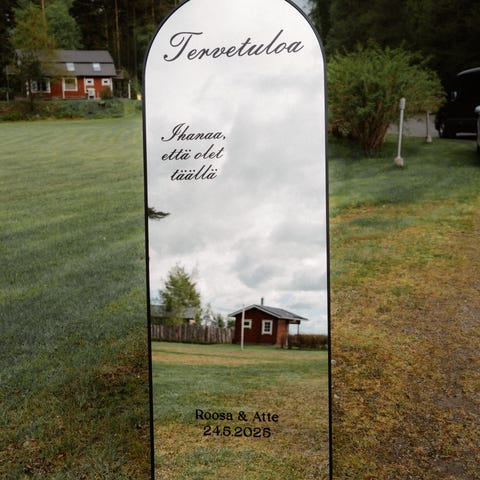 Tervetuloa
Ihanaa,
että olet
täällä
Roosa & Atte
24.5.2025